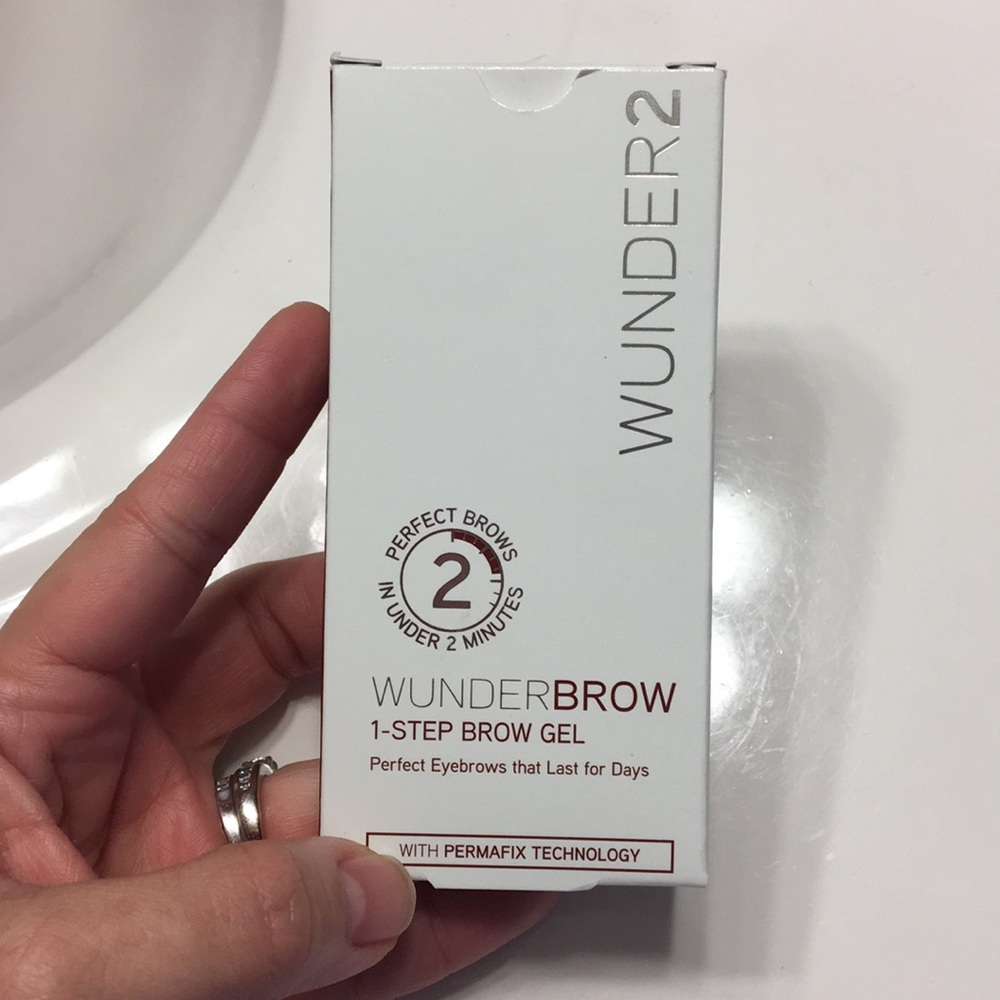 WUNDER2
PERFECT BROWS
IN UNDER 2 MINUTES
2
WUNDERBROW
1-STEP BROW GEL
Perfect Eyebrows that Last for Days
WITH PERMAFIX TECHNOLOGY